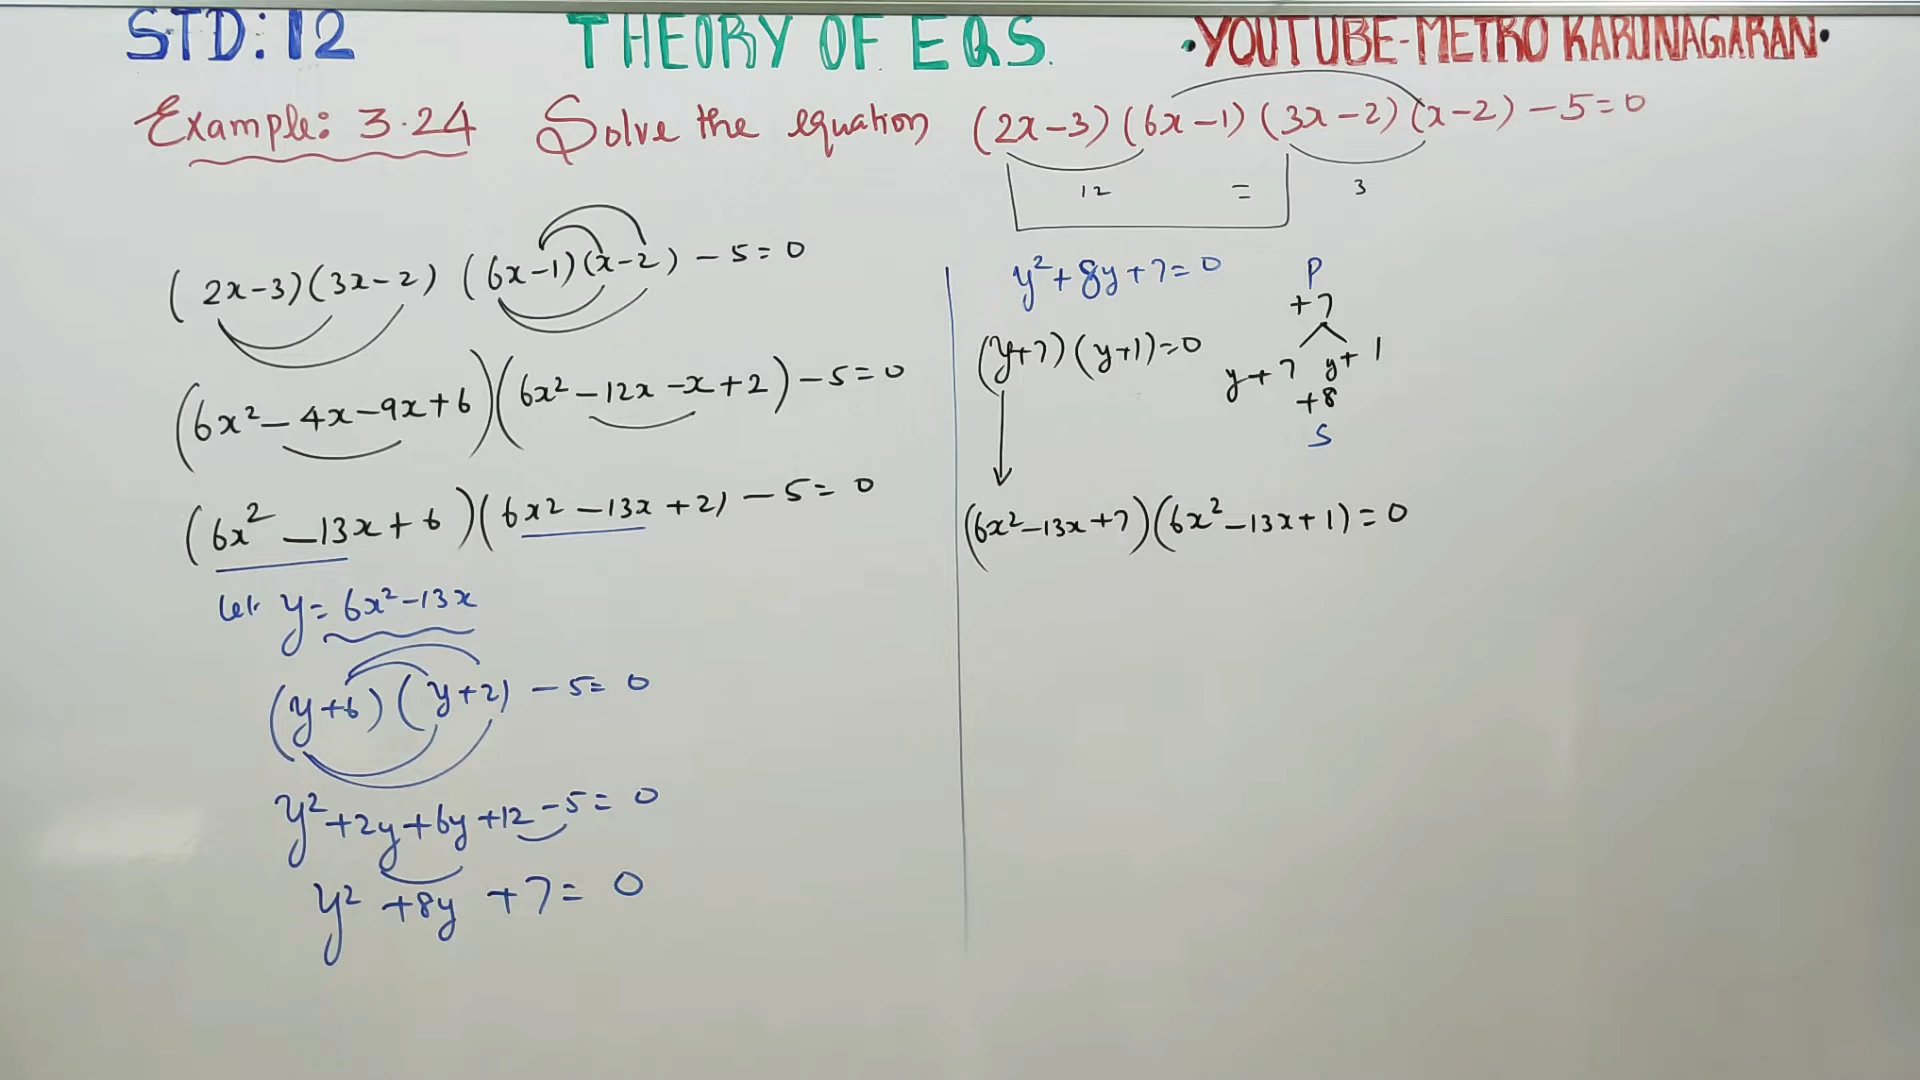 STD: 12 THEORY OF EQS. •YOUTUBE-METRO KARUNAGARAN•
Example: 3.24 Solve the equation (2x-3)(6x-1)(3x-2)(x-2)-5=0
12 = 3
(2x-3)(3x-2)(6x-1)(x-2)-5=0
(6x²-4x-9x+6)(6x²-12x-x+2)-5=0
(6x²-13x+6)(6x²-13x+2)-5=0
let y=6x²-13x
(y+6)(y+2)-5=0
y²+2y+6y+12-5=0
y²+8y+7=0
y²+8y+7=0
(y+7)(y+1)=0
P
+7
y+7 y+1
+8
S
(6x²-13x+7)(6x²-13x+1)=0